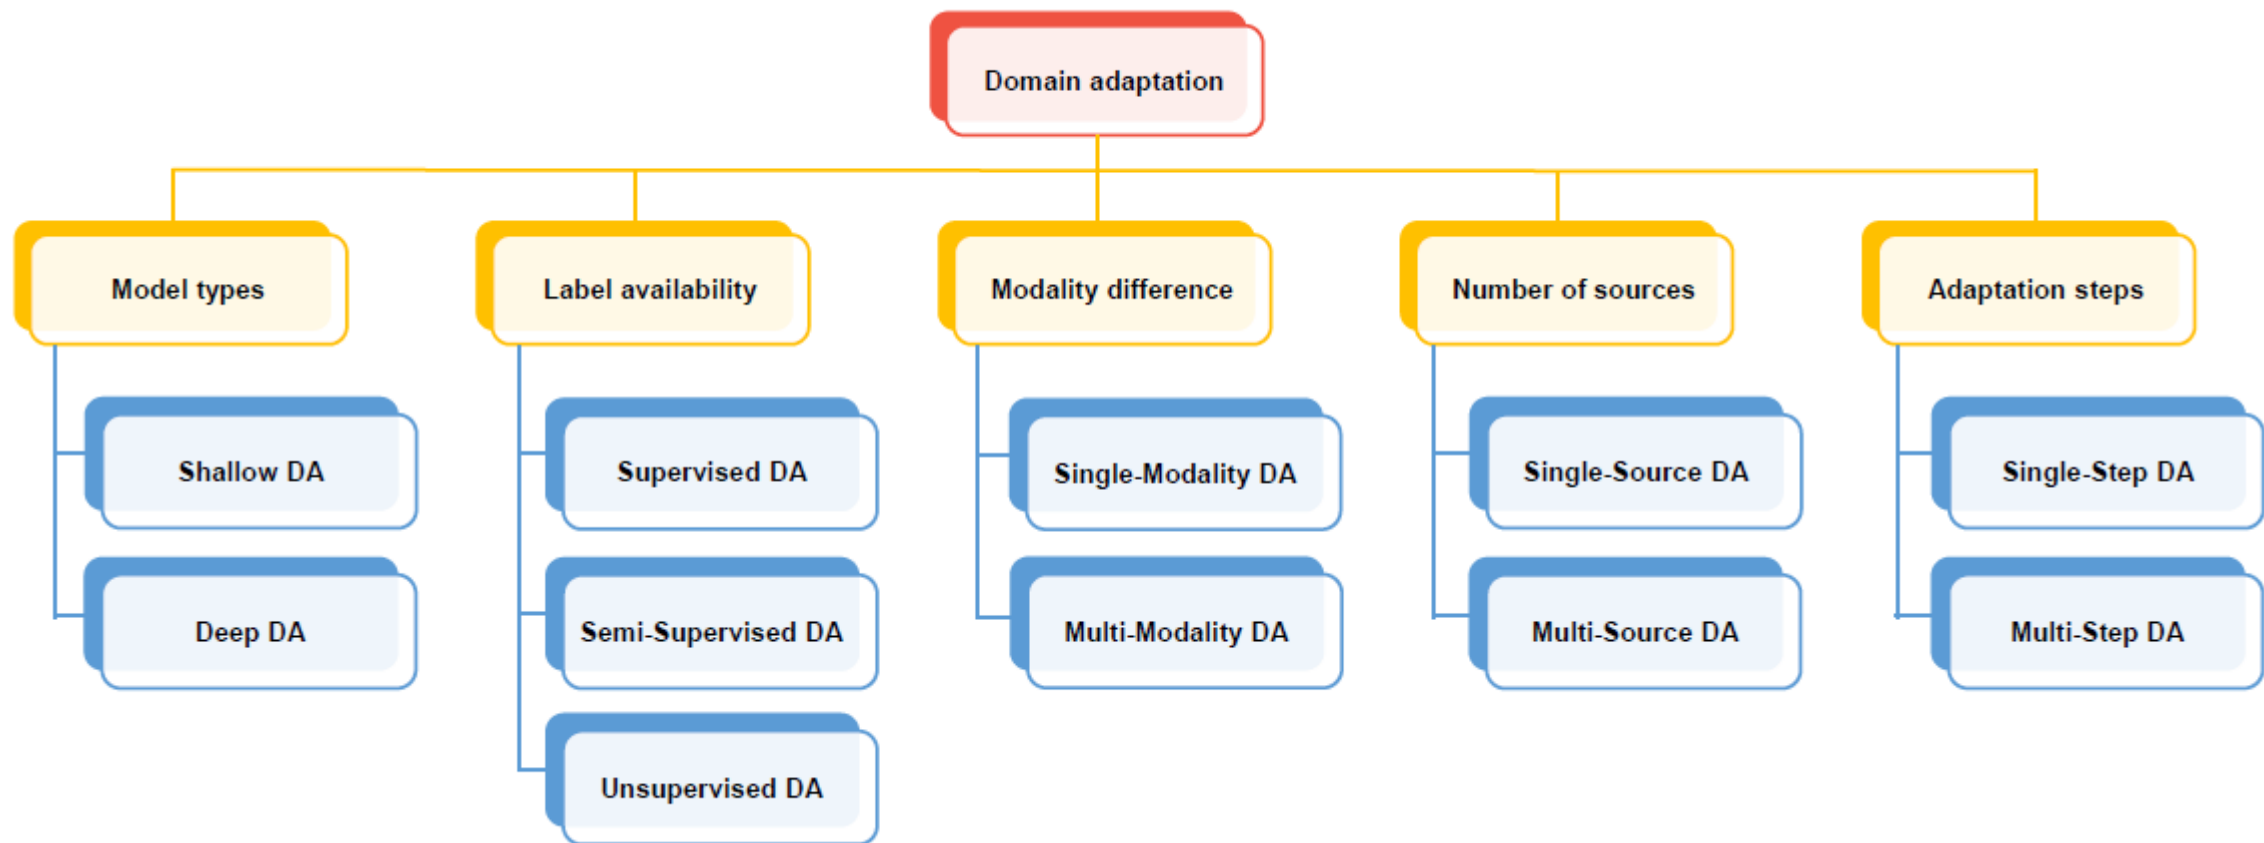 Domain adaptation
Model types
Label availability
Modality difference
Number of sources
Adaptation steps
Shallow DA
Supervised DA
Single-Modality DA
Single-Source DA
Single-Step DA
Deep DA
Semi-Supervised DA
Multi-Modality DA
Multi-Source DA
Multi-Step DA
Unsupervised DA